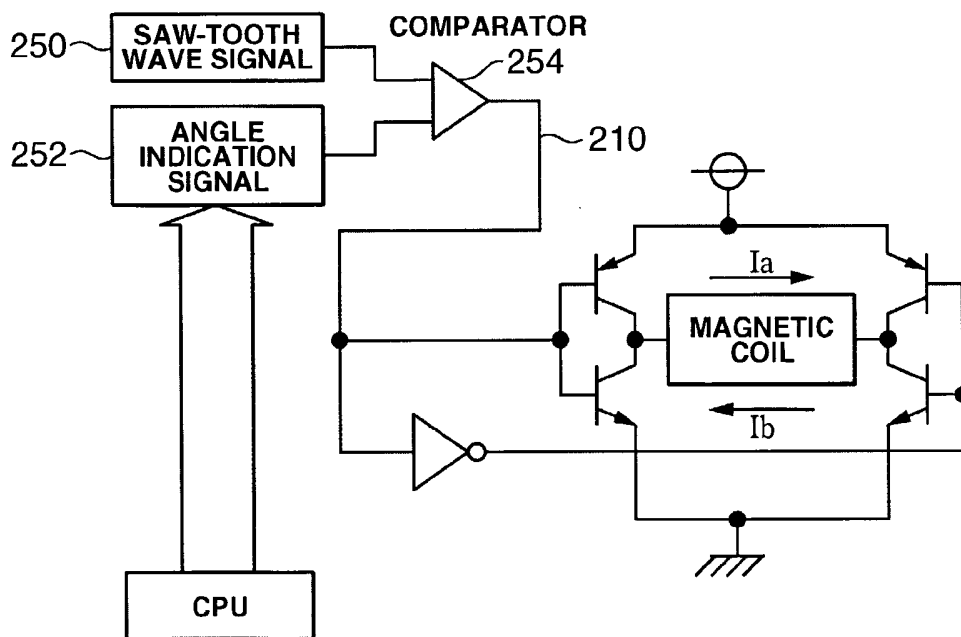 250
SAW-TOOTH
WAVE SIGNAL
COMPARATOR
254
252
ANGLE
INDICATION
SIGNAL
210
Ia
MAGNETIC
COIL
Ib
CPU